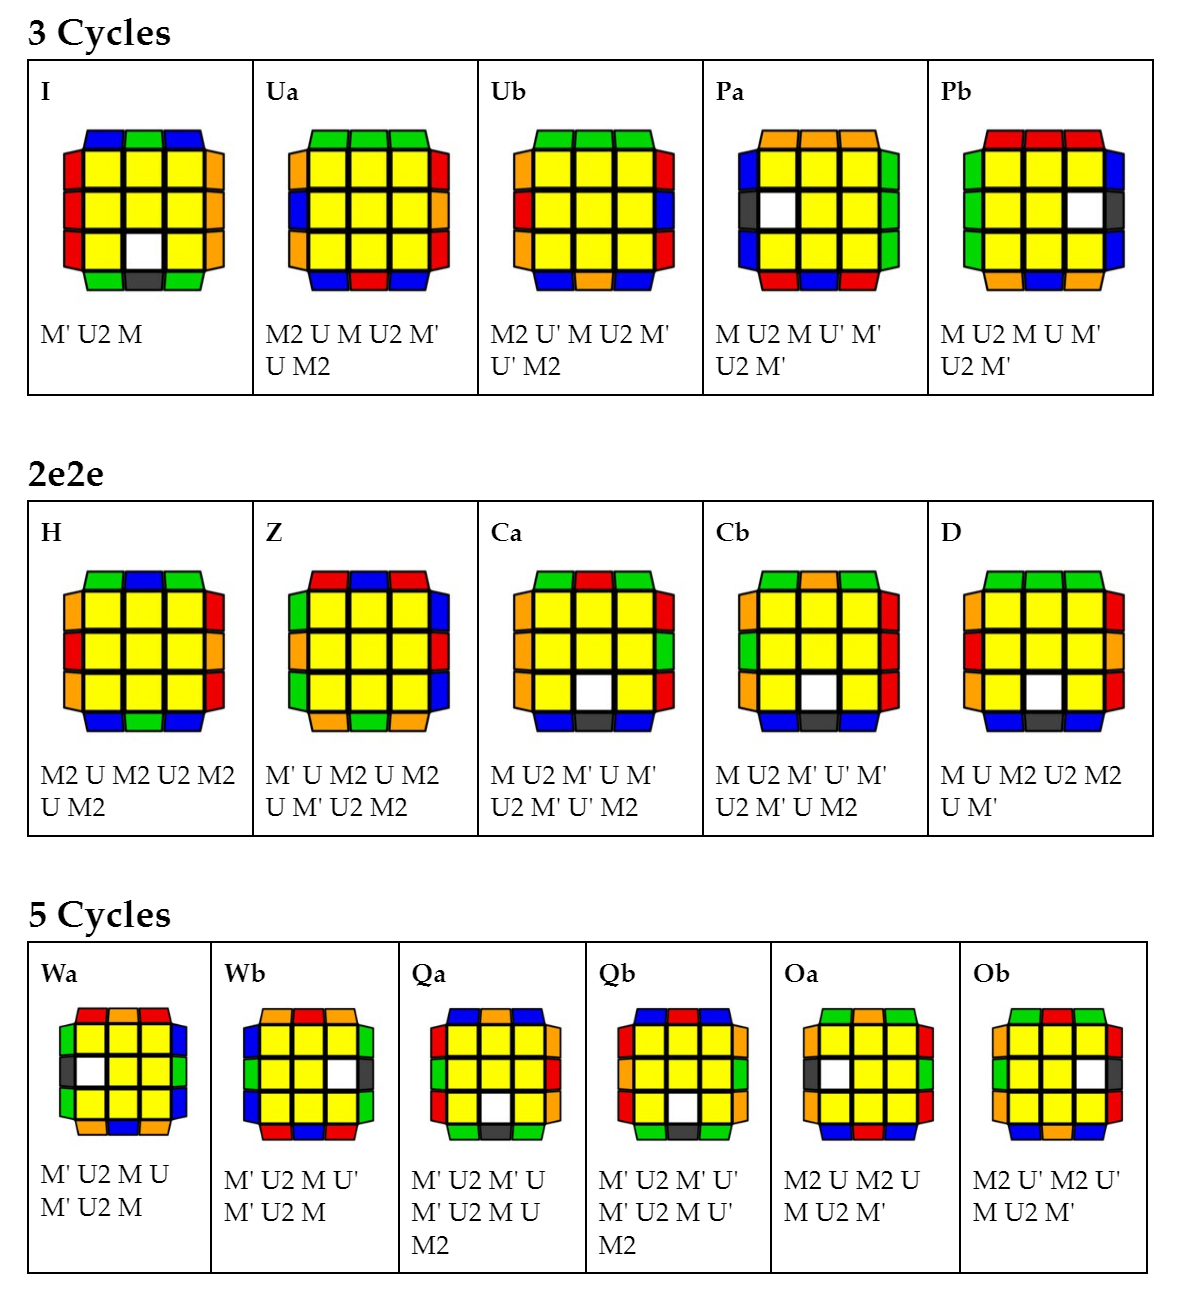 3 Cycles
I
Ua
Ub
Pa
Pb
M' U2 M
M2 U M U2 M'
U M2
M2 U' M U2 M'
U' M2
M U2 M U' M'
U2 M'
M U2 M U M'
U2 M'
2e2e
H
Z
Ca
Cb
D
M2 U M2 U2 M2
U M2
M' U M2 U M2
U M' U2 M2
M U2 M' U M'
U2 M' U' M2
M U2 M' U' M'
U2 M' U M2
M U M2 U2 M2
U M'
5 Cycles
Wa
Wb
Qa
Qb
Oa
Ob
M' U2 M U
M' U2 M
M' U2 M U'
M' U2 M
M' U2 M' U
M' U2 M U
M2
M' U2 M' U'
M' U2 M U'
M2
M2 U M2 U
M U2 M'
M2 U' M2 U'
M U2 M'